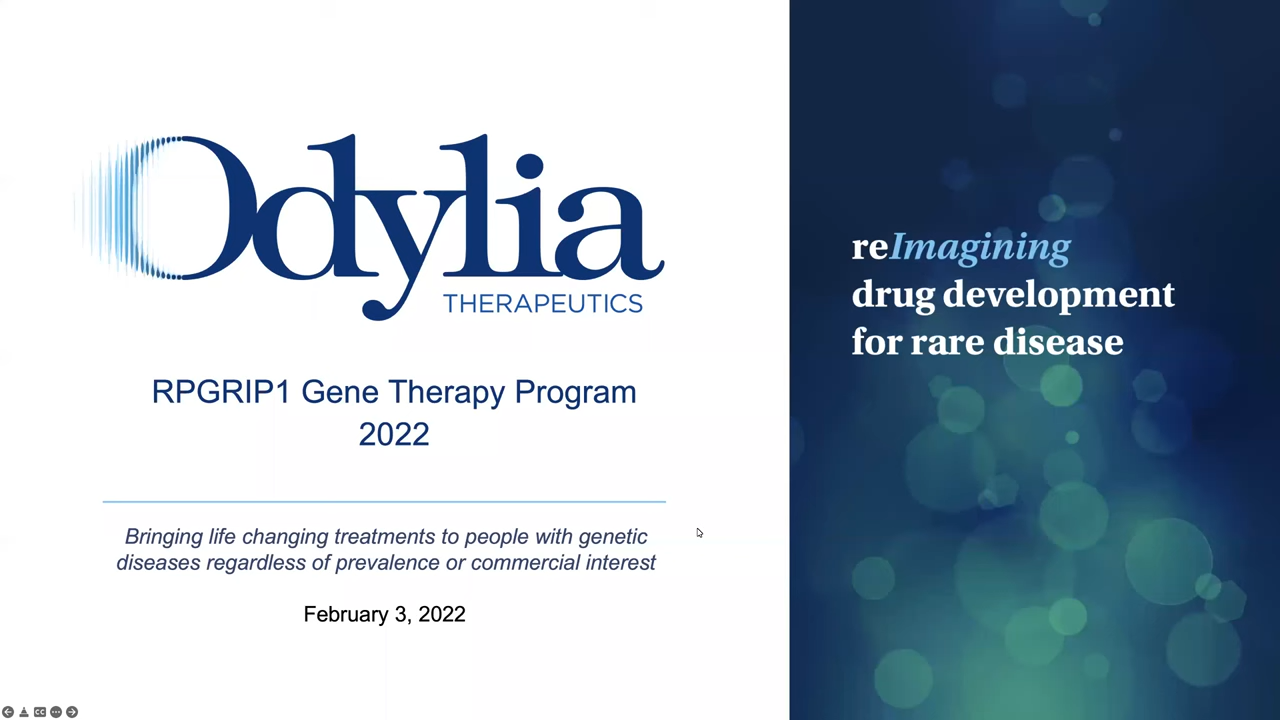 Odylia
THERAPEUTICS
RPGRIP1 Gene Therapy Program
2022
Bringing life changing treatments to people with genetic
diseases regardless of prevalence or commercial interest
February 3, 2022
reImagining
drug development
for rare disease
CC